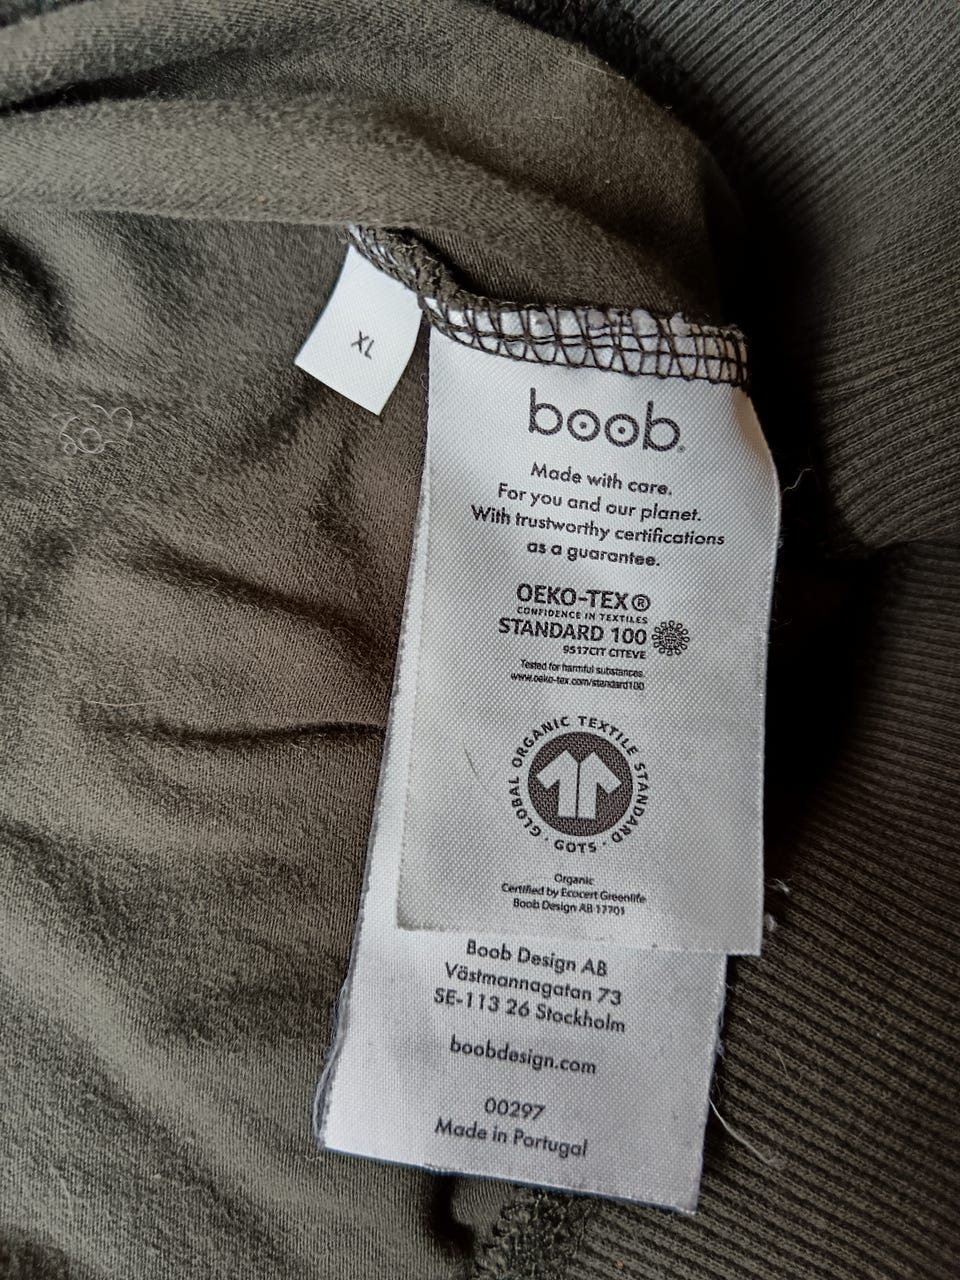 XL
boob®
Made with care.
For you and our planet.
With trustworthy certifications
as a guarantee.
OEKO-TEX®
CONFIDENCE IN TEXTILES
STANDARD 100
9517CIT CITEVE
Tested for harmful substances.
www.oeko-tex.com/standard100
GLOBAL ORGANIC TEXTILE STANDARD · GOTS ·
Organic
Certified by Ecocert Greenlife
Boob Design AB 17701
Boob Design AB
Västmannagatan 73
SE-113 26 Stockholm
boobdesign.com
00297
Made in Portugal